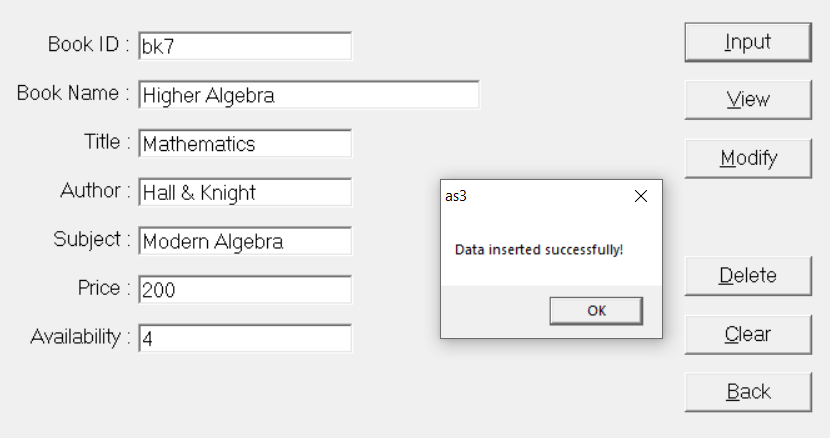 Book ID : bk7
Input
Book Name : Higher Algebra
View
Title : Mathematics
Modify
Author : Hall & Knight
as3
Subject : Modern Algebra
Data inserted successfully!
Price : 200
Delete
OK
Availability : 4
Clear
Back